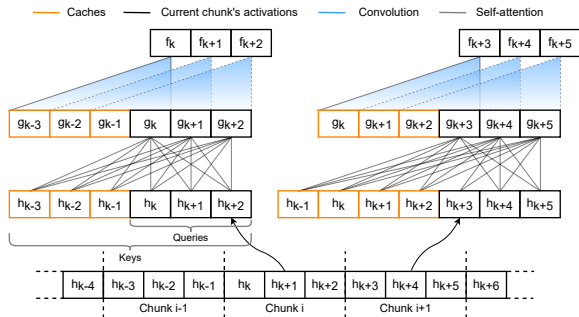 Caches Current chunk's activations Convolution Self-attention
fk fk+1 fk+2 fk+3 fk+4 fk+5
gk-3 gk-2 gk-1 gk gk+1 gk+2 gk gk+1 gk+2 gk+3 gk+4 gk+5
hk-3 hk-2 hk-1 hk hk+1 hk+2 hk-1 hk hk+1 hk+2 hk+3 hk+4 hk+5
Queries
Keys
hk-4 hk-3 hk-2 hk-1 hk hk+1 hk+2 hk+3 hk+4 hk+5 hk+6
Chunk i-1 Chunk i Chunk i+1